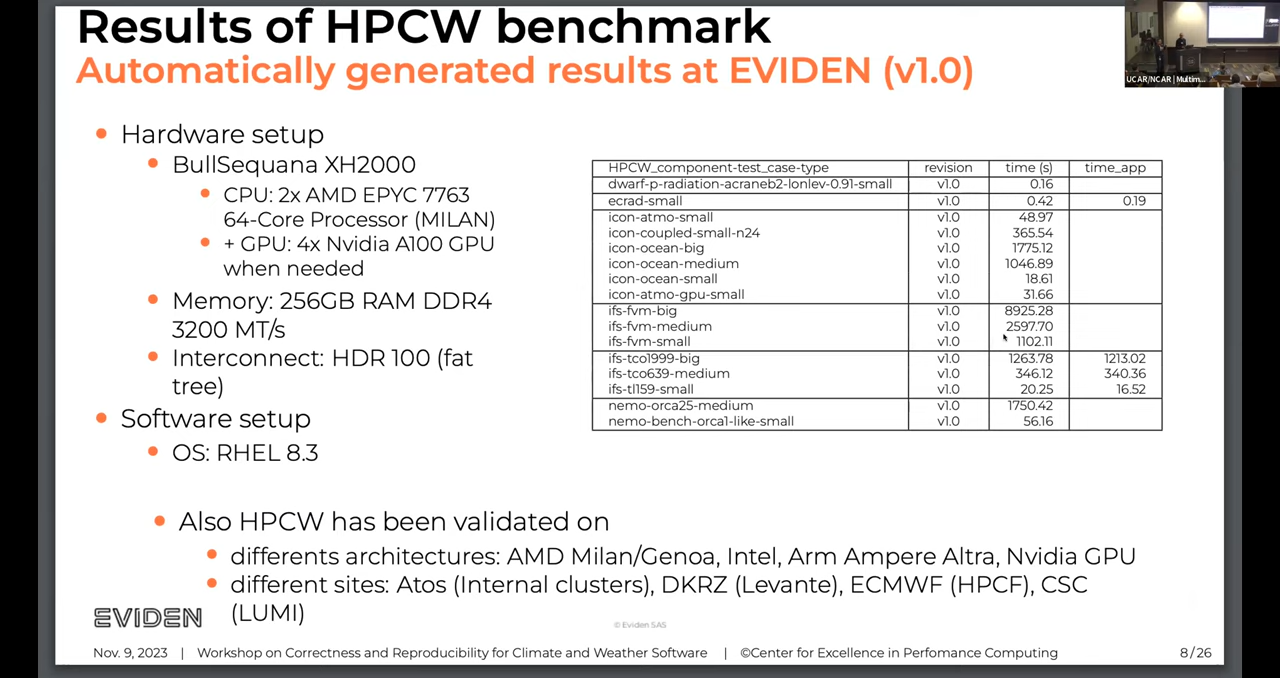 Results of HPCW benchmark
Automatically generated results at EVIDEN (v1.0)
UCAR/NCAR | Multim...
Hardware setup
BullSequana XH2000
CPU: 2x AMD EPYC 7763
64-Core Processor (MILAN)
+ GPU: 4x Nvidia A100 GPU
when needed
Memory: 256GB RAM DDR4
3200 MT/s
Interconnect: HDR 100 (fat
tree)
Software setup
OS: RHEL 8.3
HPCW_component-test_case-type revision time (s) time_app
dwarf-p-radiation-acraneb2-lonlev-0.91-small v1.0 0.16
ecrad-small v1.0 0.42 0.19
icon-atmo-small v1.0 48.97
icon-coupled-small-n24 v1.0 365.54
icon-ocean-big v1.0 1775.12
icon-ocean-medium v1.0 1046.89
icon-ocean-small v1.0 18.61
icon-atmo-gpu-small v1.0 31.66
ifs-fvm-big v1.0 8925.28
ifs-fvm-medium v1.0 2597.70
ifs-fvm-small v1.0 1102.11
ifs-tco1999-big v1.0 1263.78 1213.02
ifs-tco639-medium v1.0 346.12 340.36
ifs-tl159-small v1.0 20.25 16.52
nemo-orca25-medium v1.0 1750.42
nemo-bench-orca1-like-small v1.0 56.16
Also HPCW has been validated on
differents architectures: AMD Milan/Genoa, Intel, Arm Ampere Altra, Nvidia GPU
different sites: Atos (Internal clusters), DKRZ (Levante), ECMWF (HPCF), CSC
(LUMI)
EVIDEN
© Eviden SAS
Nov. 9, 2023 | Workshop on Correctness and Reproducibility for Climate and Weather Software | ©Center for Excellence in Perfomance Computing 8/26